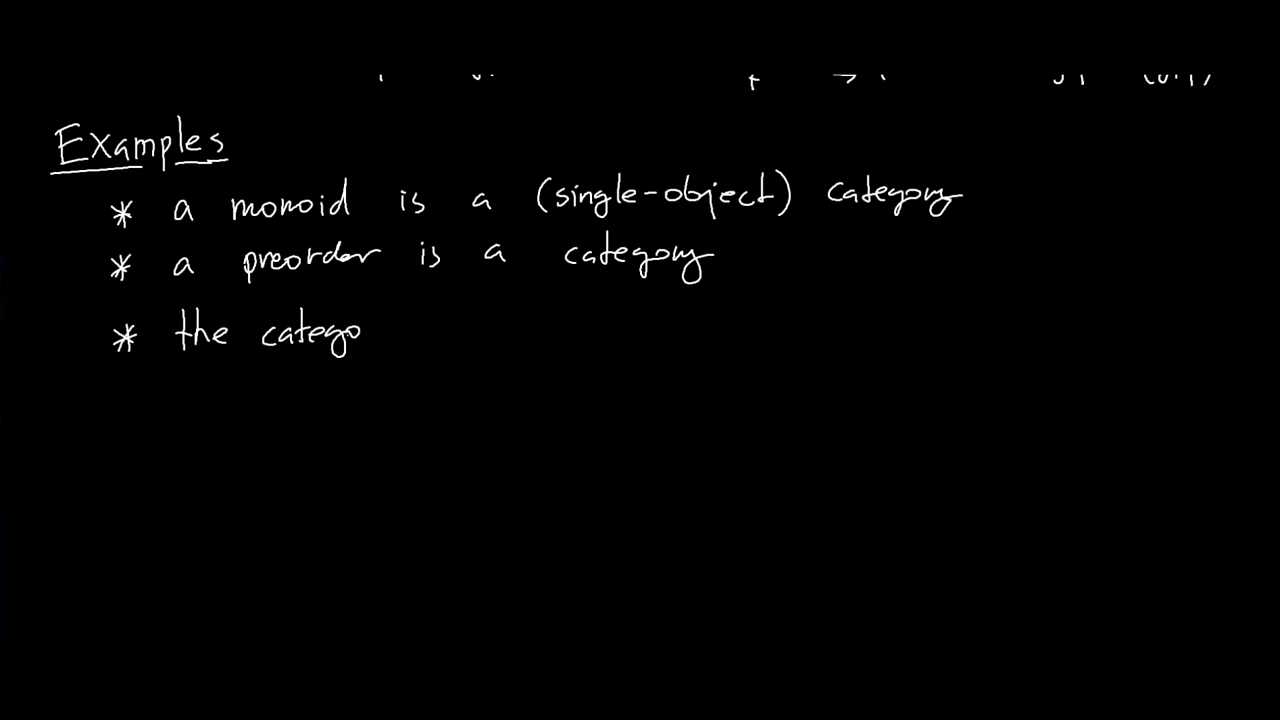 Examples
* a monoid is a (single-object) category
* a preorder is a category
* the catego